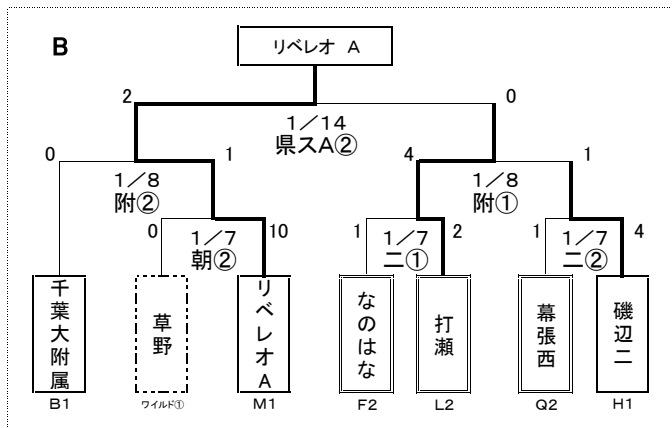 B
リベレオ A
2
0
1／14
県スA②
0
1
4
1
1／8
附②
1／8
附①
0
1／7
朝②
10
1
1／7
二①
2
1
1／7
二②
4
千葉大附属
草野
リベレオA
なのはな
打瀬
幕張西
磯辺二
B1
ワイルド①
M1
F2
L2
Q2
H1